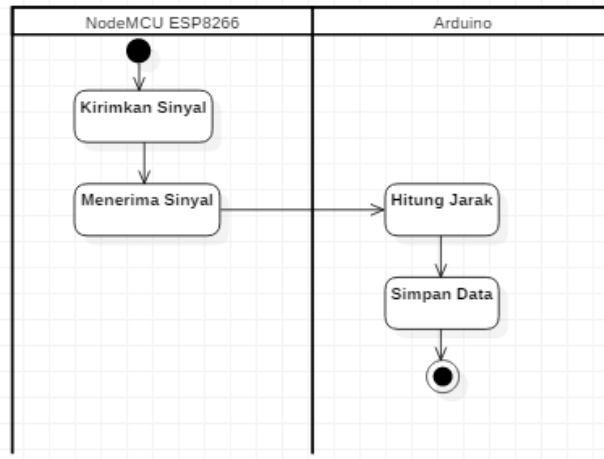 NodeMCU ESP8266
Arduino
Kirimkan Sinyal
Menerima Sinyal
Hitung Jarak
Simpan Data